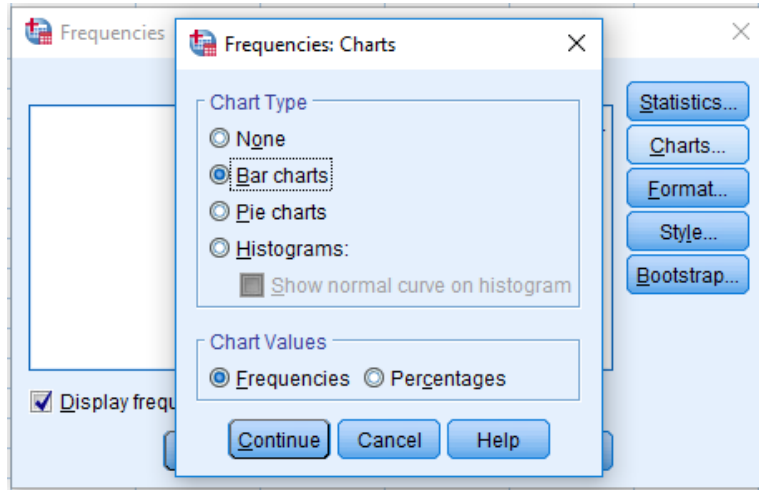 Frequencies
Frequencies: Charts
Chart Type
None
Bar charts
Pie charts
Histograms:
Show normal curve on histogram
Chart Values
Frequencies Percentages
Continue Cancel Help
Statistics...
Charts...
Format...
Style...
Bootstrap...
Display